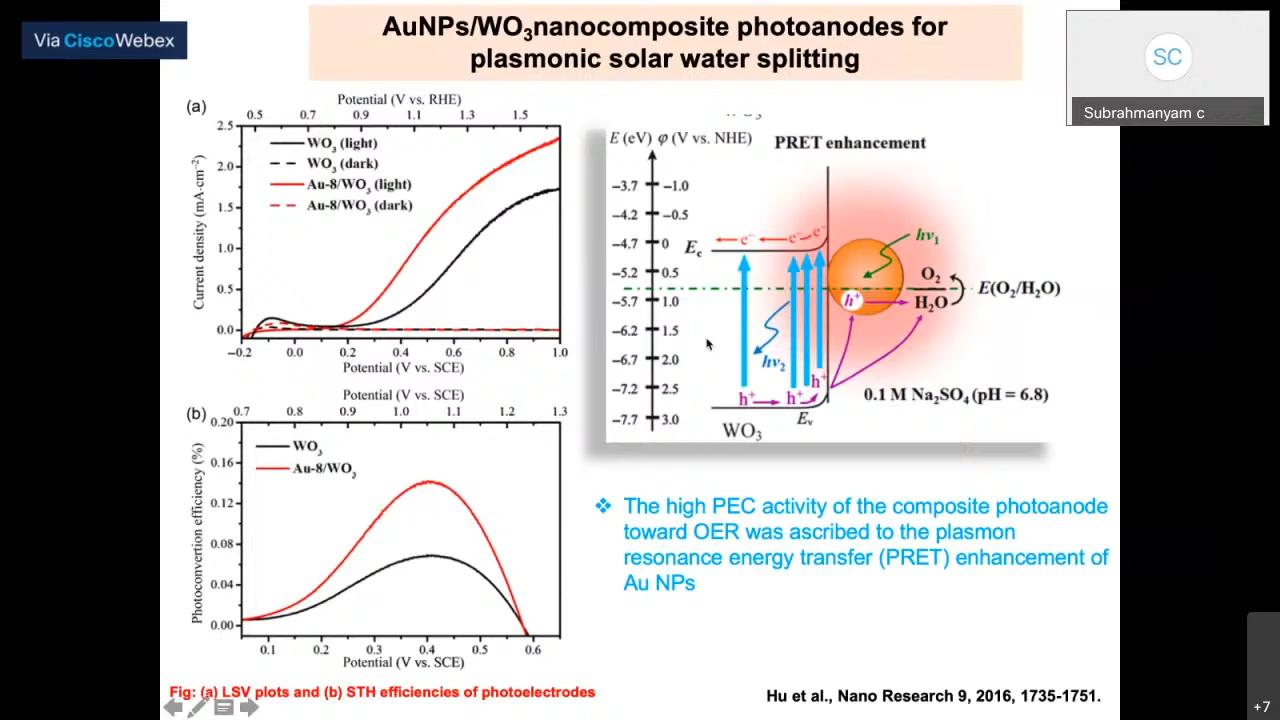 Via CiscoWebex
AuNPs/WO3nanocomposite photoanodes for
plasmonic solar water splitting
SC
Subrahmanyam c
(a)
Potential (V vs. RHE)
0.5 0.7 0.9 1.1 1.3 1.5
2.5
2.0
1.5
1.0
0.5
0.0
Current density (mA·cm⁻²)
WO3 (light)
WO3 (dark)
Au-8/WO3 (light)
Au-8/WO3 (dark)
−0.2 0.0 0.2 0.4 0.6 0.8 1.0
Potential (V vs. SCE)
(b)
Potential (V vs. SCE)
0.7 0.8 0.9 1.0 1.1 1.2 1.3
0.20
0.16
0.12
0.08
0.04
0.00
Photoconvertion efficiency (%)
WO3
Au-8/WO3
0.1 0.2 0.3 0.4 0.5 0.6
Potential (V vs. SCE)
Fig: (a) LSV plots and (b) STH efficiencies of photoelectrodes
E (eV) φ (V vs. NHE)
PRET enhancement
−3.7 −1.0
−4.2 −0.5
−4.7 0
−5.2 0.5
−5.7 1.0
−6.2 1.5
−6.7 2.0
−7.2 2.5
−7.7 3.0
Ec
e⁻ e⁻ e⁻
hν1
O2
H2O
E(O2/H2O)
h⁺
hν2
h⁺ h⁺ h⁺
Ev
WO3
0.1 M Na2SO4 (pH = 6.8)
❖ The high PEC activity of the composite photoanode
toward OER was ascribed to the plasmon
resonance energy transfer (PRET) enhancement of
Au NPs
Hu et al., Nano Research 9, 2016, 1735-1751.
+7